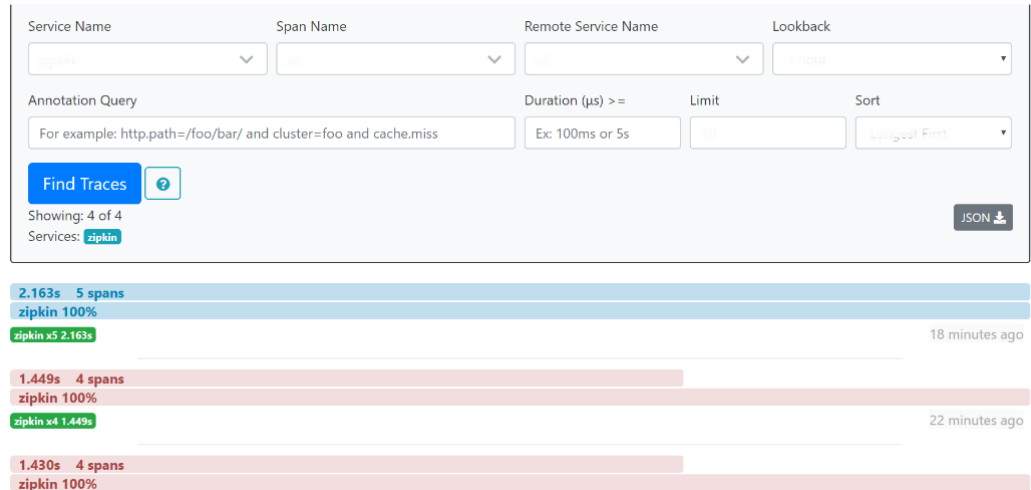 Service Name Span Name Remote Service Name Lookback
zipkin
Annotation Query Duration (µs) >= Limit Sort
For example: http.path=/foo/bar/ and cluster=foo and cache.miss Ex: 100ms or 5s Longest First
Find Traces
Showing: 4 of 4
JSON
Services: zipkin
2.163s 5 spans
zipkin 100%
zipkin x5 2.163s 18 minutes ago
1.449s 4 spans
zipkin 100%
zipkin x4 1.449s 22 minutes ago
1.430s 4 spans
zipkin 100%